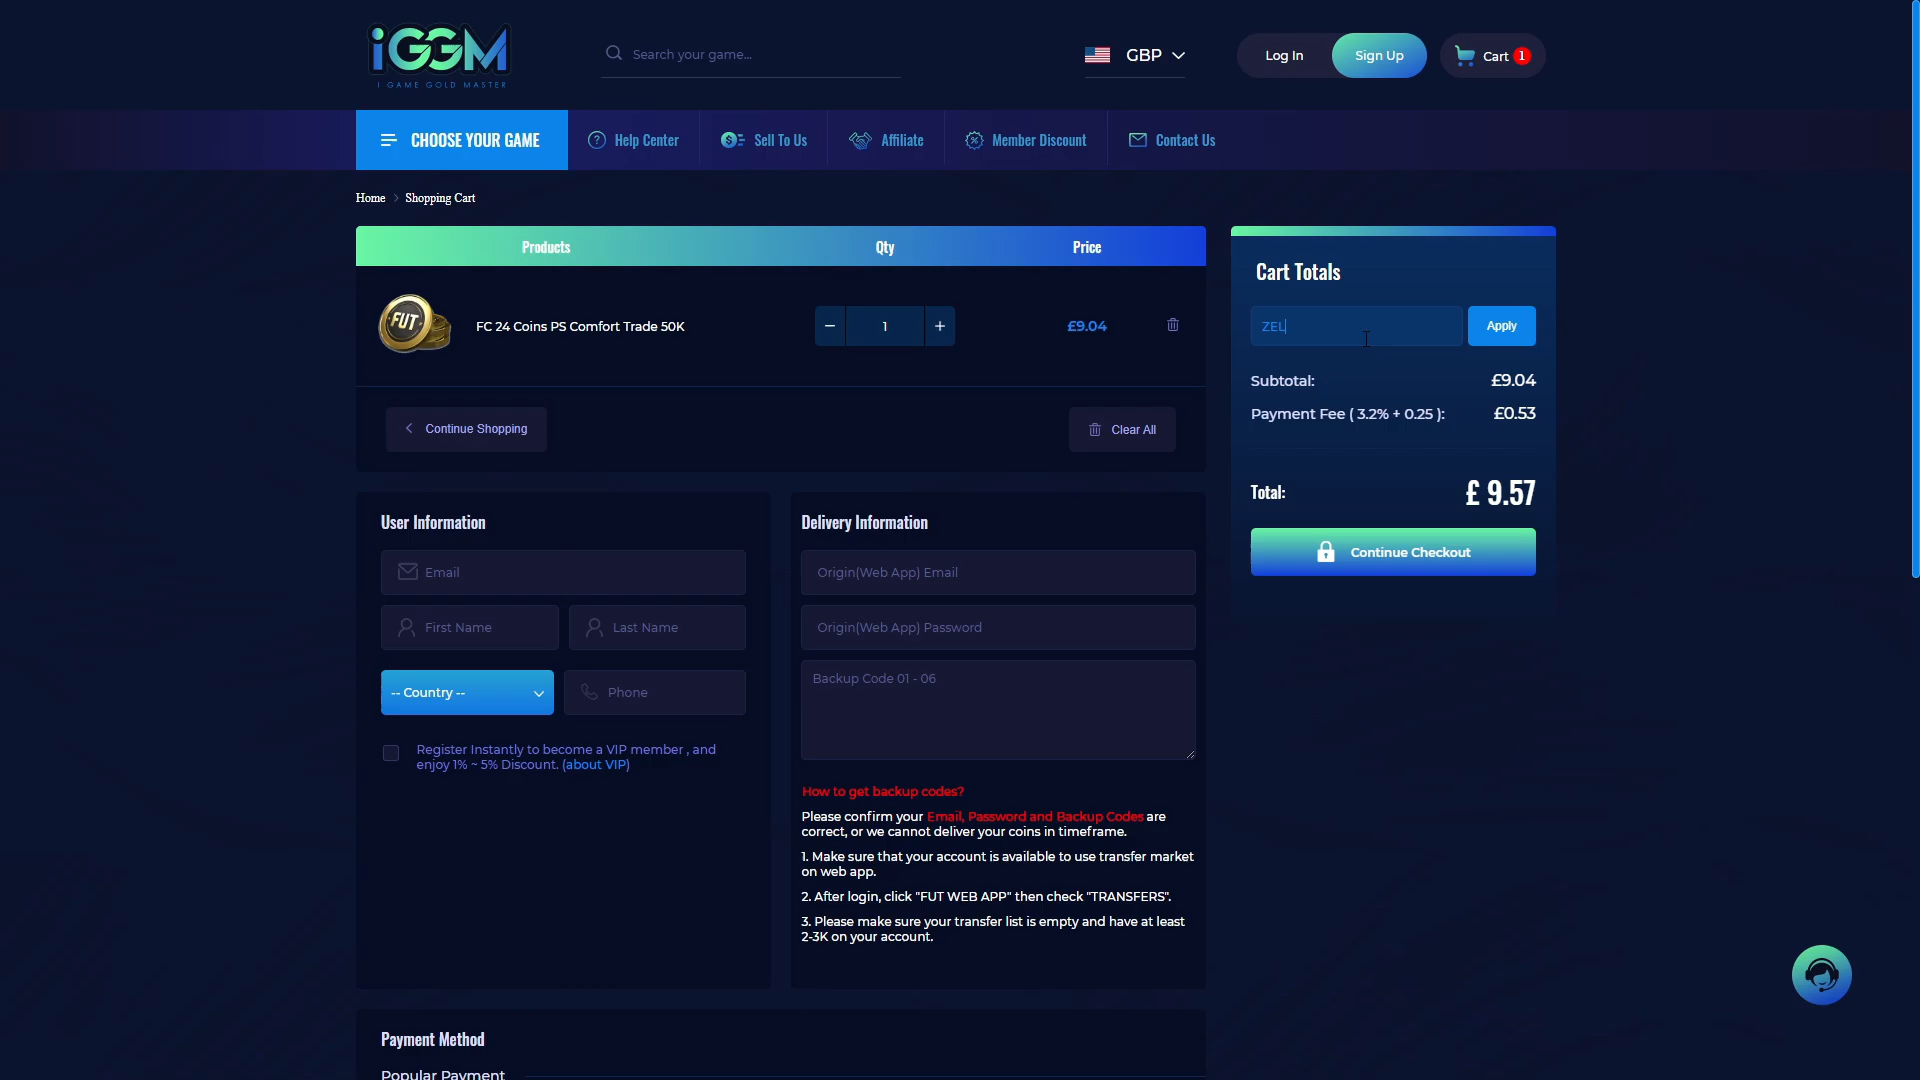 iGGM
I GAME GOLD MASTER
Search your game...
GBP
Log In
Sign Up
Cart 1
CHOOSE YOUR GAME
Help Center
Sell To Us
Affiliate
Member Discount
Contact Us
Home > Shopping Cart
Products Qty Price
FUT
FC 24 Coins PS Comfort Trade 50K
− 1 +
£9.04
Continue Shopping
Clear All
Cart Totals
ZEL
Apply
Subtotal: £9.04
Payment Fee ( 3.2% + 0.25 ): £0.53
Total: £ 9.57
Continue Checkout
User Information
Email
First Name
Last Name
-- Country --
Phone
Register Instantly to become a VIP member , and
enjoy 1% ~ 5% Discount. (about VIP)
Delivery Information
Origin(Web App) Email
Origin(Web App) Password
Backup Code 01 - 06
How to get backup codes?
Please confirm your Email, Password and Backup Codes are
correct, or we cannot deliver your coins in timeframe.
1. Make sure that your account is available to use transfer market
on web app.
2. After login, click "FUT WEB APP" then check "TRANSFERS".
3. Please make sure your transfer list is empty and have at least
2-3K on your account.
Payment Method
Popular Payment